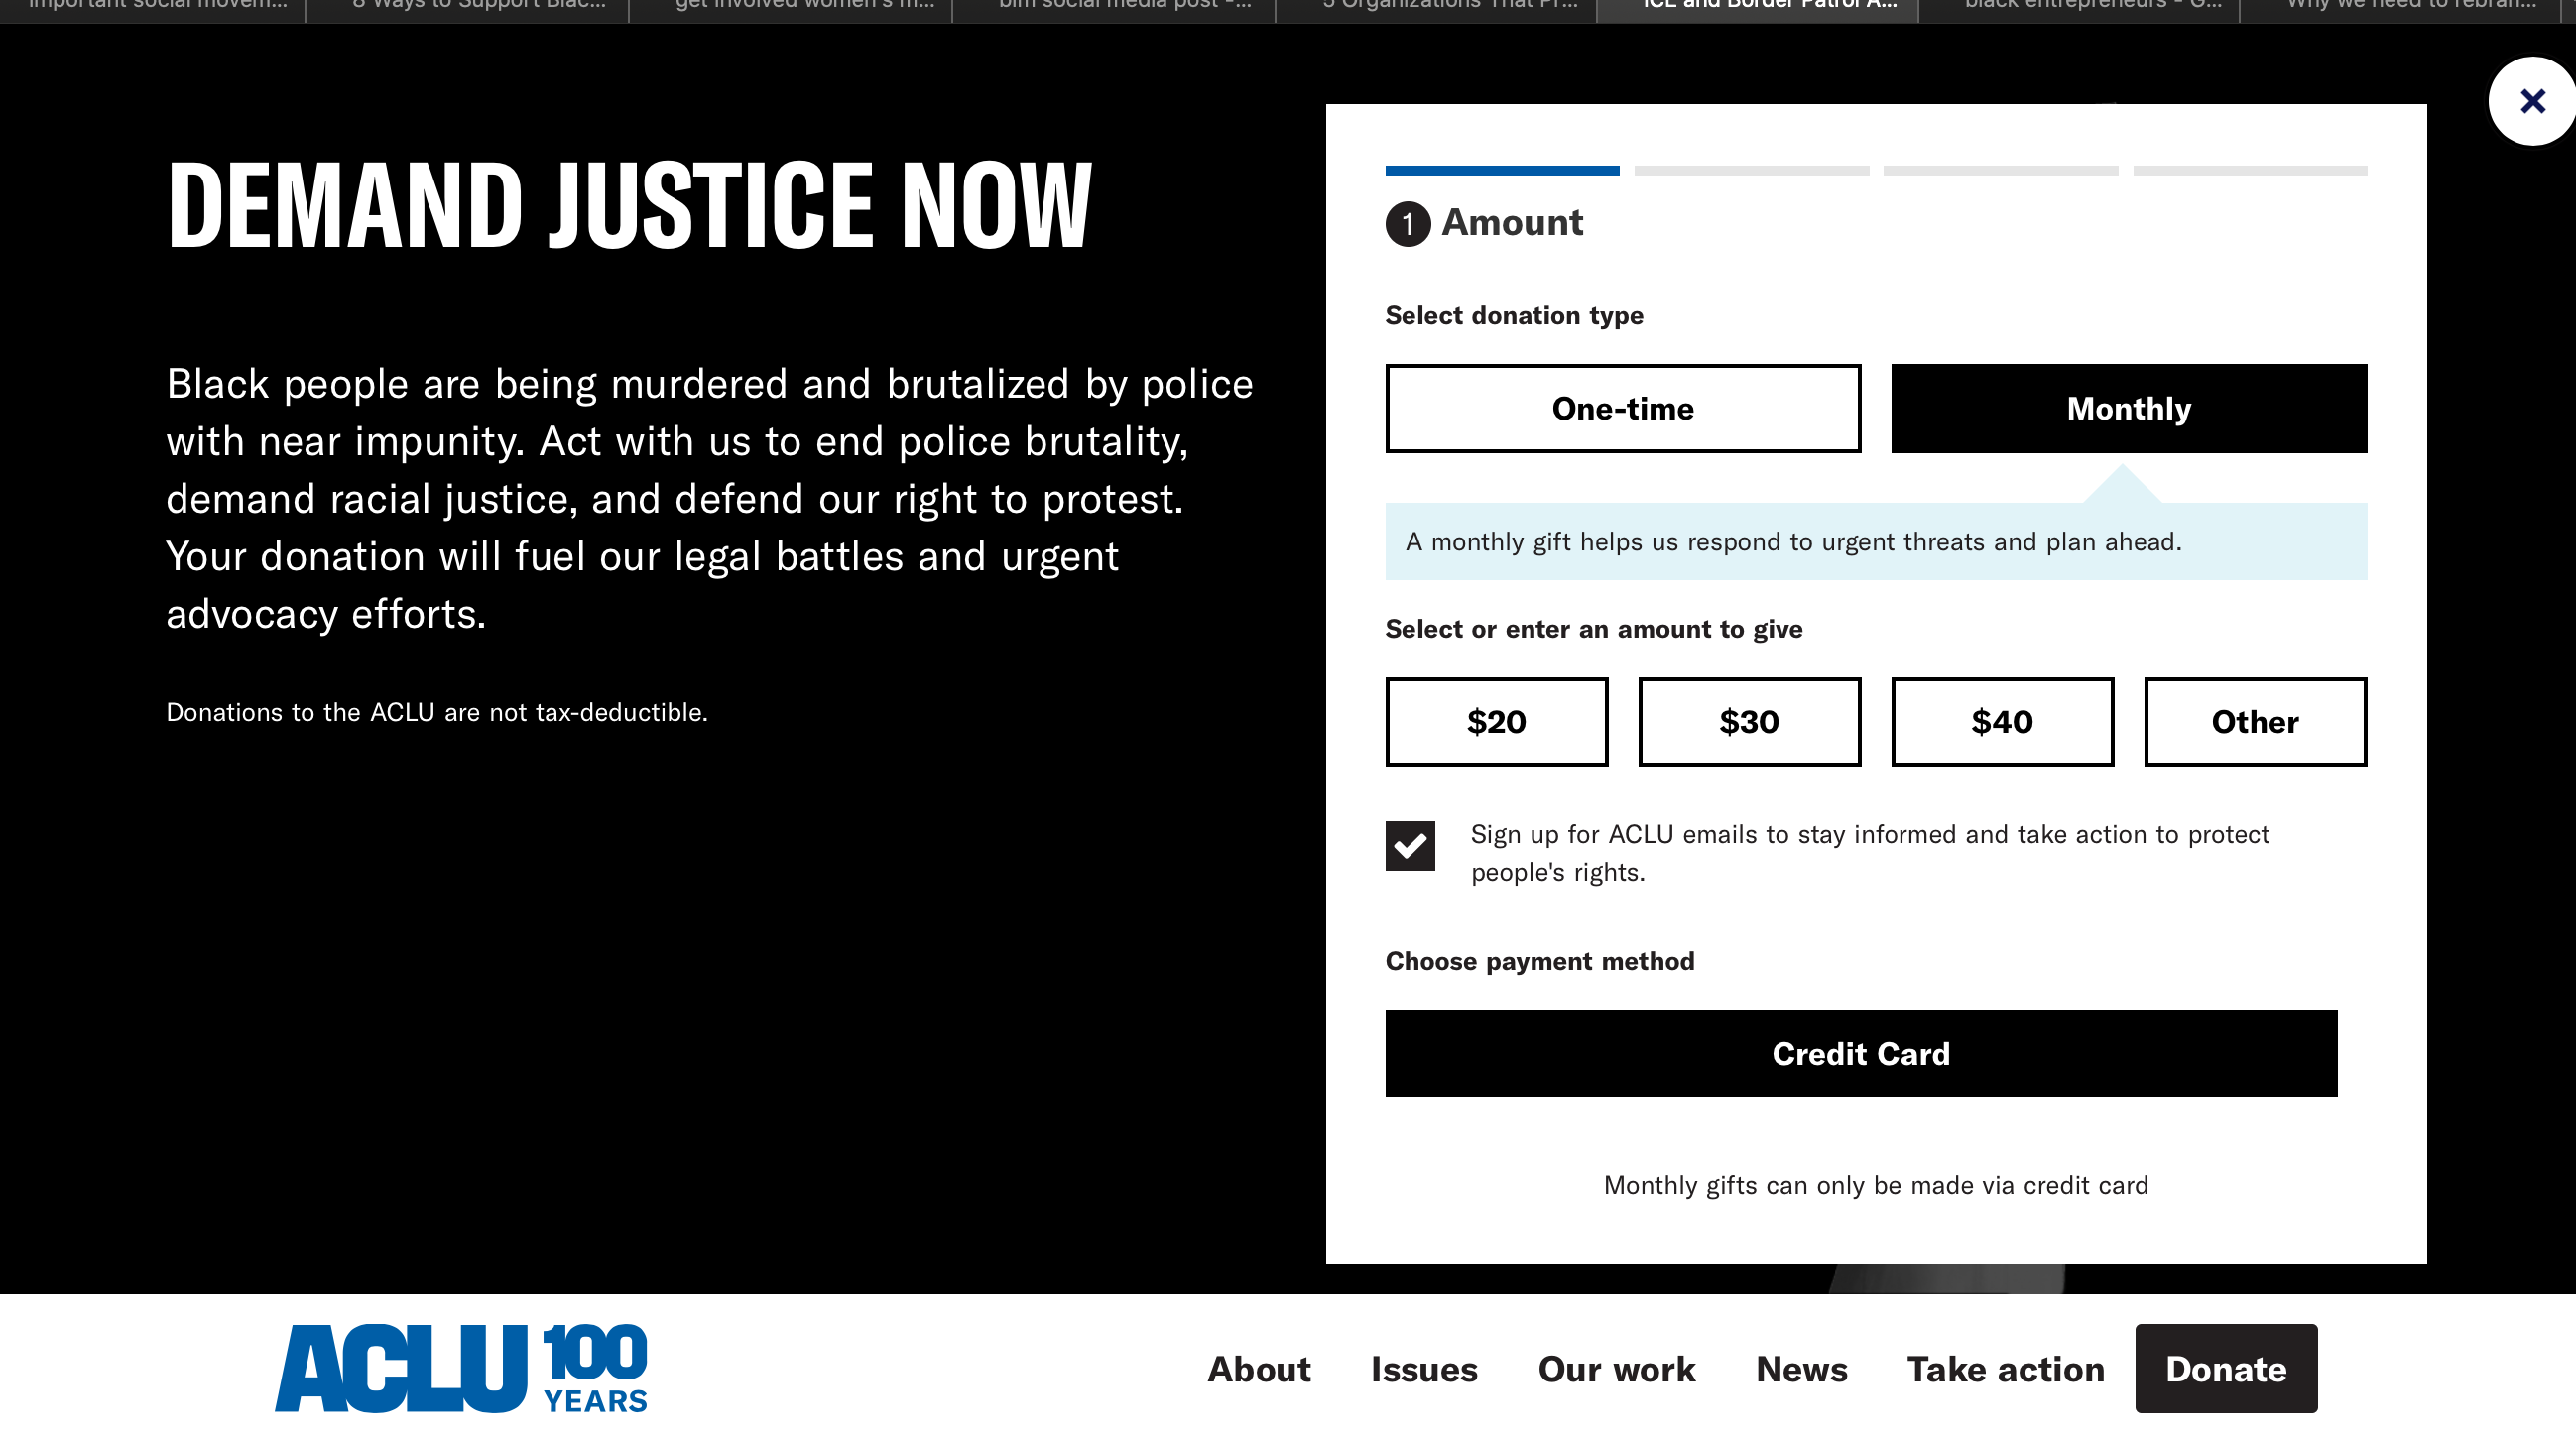 important social movem...
8 Ways to Support Blac...
get involved women's m...
blm social media post -...
5 Organizations That Pr...
ICE and Border Patrol A...
black entrepreneurs - G...
Why we need to rebran...
DEMAND JUSTICE NOW
Black people are being murdered and brutalized by police
with near impunity. Act with us to end police brutality,
demand racial justice, and defend our right to protest.
Your donation will fuel our legal battles and urgent
advocacy efforts.
Donations to the ACLU are not tax-deductible.
1 Amount
Select donation type
One-time
Monthly
A monthly gift helps us respond to urgent threats and plan ahead.
Select or enter an amount to give
$20
$30
$40
Other
Sign up for ACLU emails to stay informed and take action to protect
people's rights.
Choose payment method
Credit Card
Monthly gifts can only be made via credit card
ACLU 100 YEARS
About
Issues
Our work
News
Take action
Donate